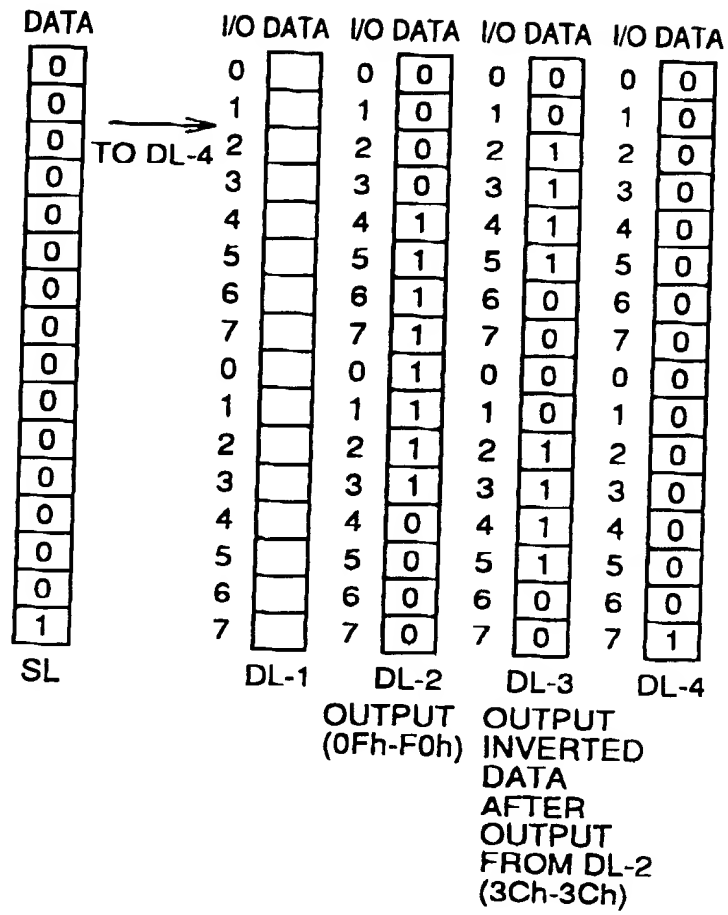 DATA I/O DATA I/O DATA I/O DATA I/O DATA
0 0 0 0 0 0 0 0
0 1 1 0 1 0 1 0
TO DL-4
0 2 2 0 2 1 2 0
0 3 3 0 3 1 3 0
0 4 4 1 4 1 4 0
0 5 5 1 5 1 5 0
0 6 6 1 6 0 6 0
0 7 7 1 7 0 7 0
0 0 0 1 0 0 0 0
0 1 1 1 1 0 1 0
0 2 2 1 2 1 2 0
0 3 3 1 3 1 3 0
0 4 4 0 4 1 4 0
0 5 5 0 5 1 5 0
0 6 6 0 6 0 6 0
1 7 7 0 7 0 7 1
SL DL-1 DL-2 DL-3 DL-4
OUTPUT
(0Fh-F0h)
OUTPUT
INVERTED
DATA
AFTER
OUTPUT
FROM DL-2
(3Ch-3Ch)